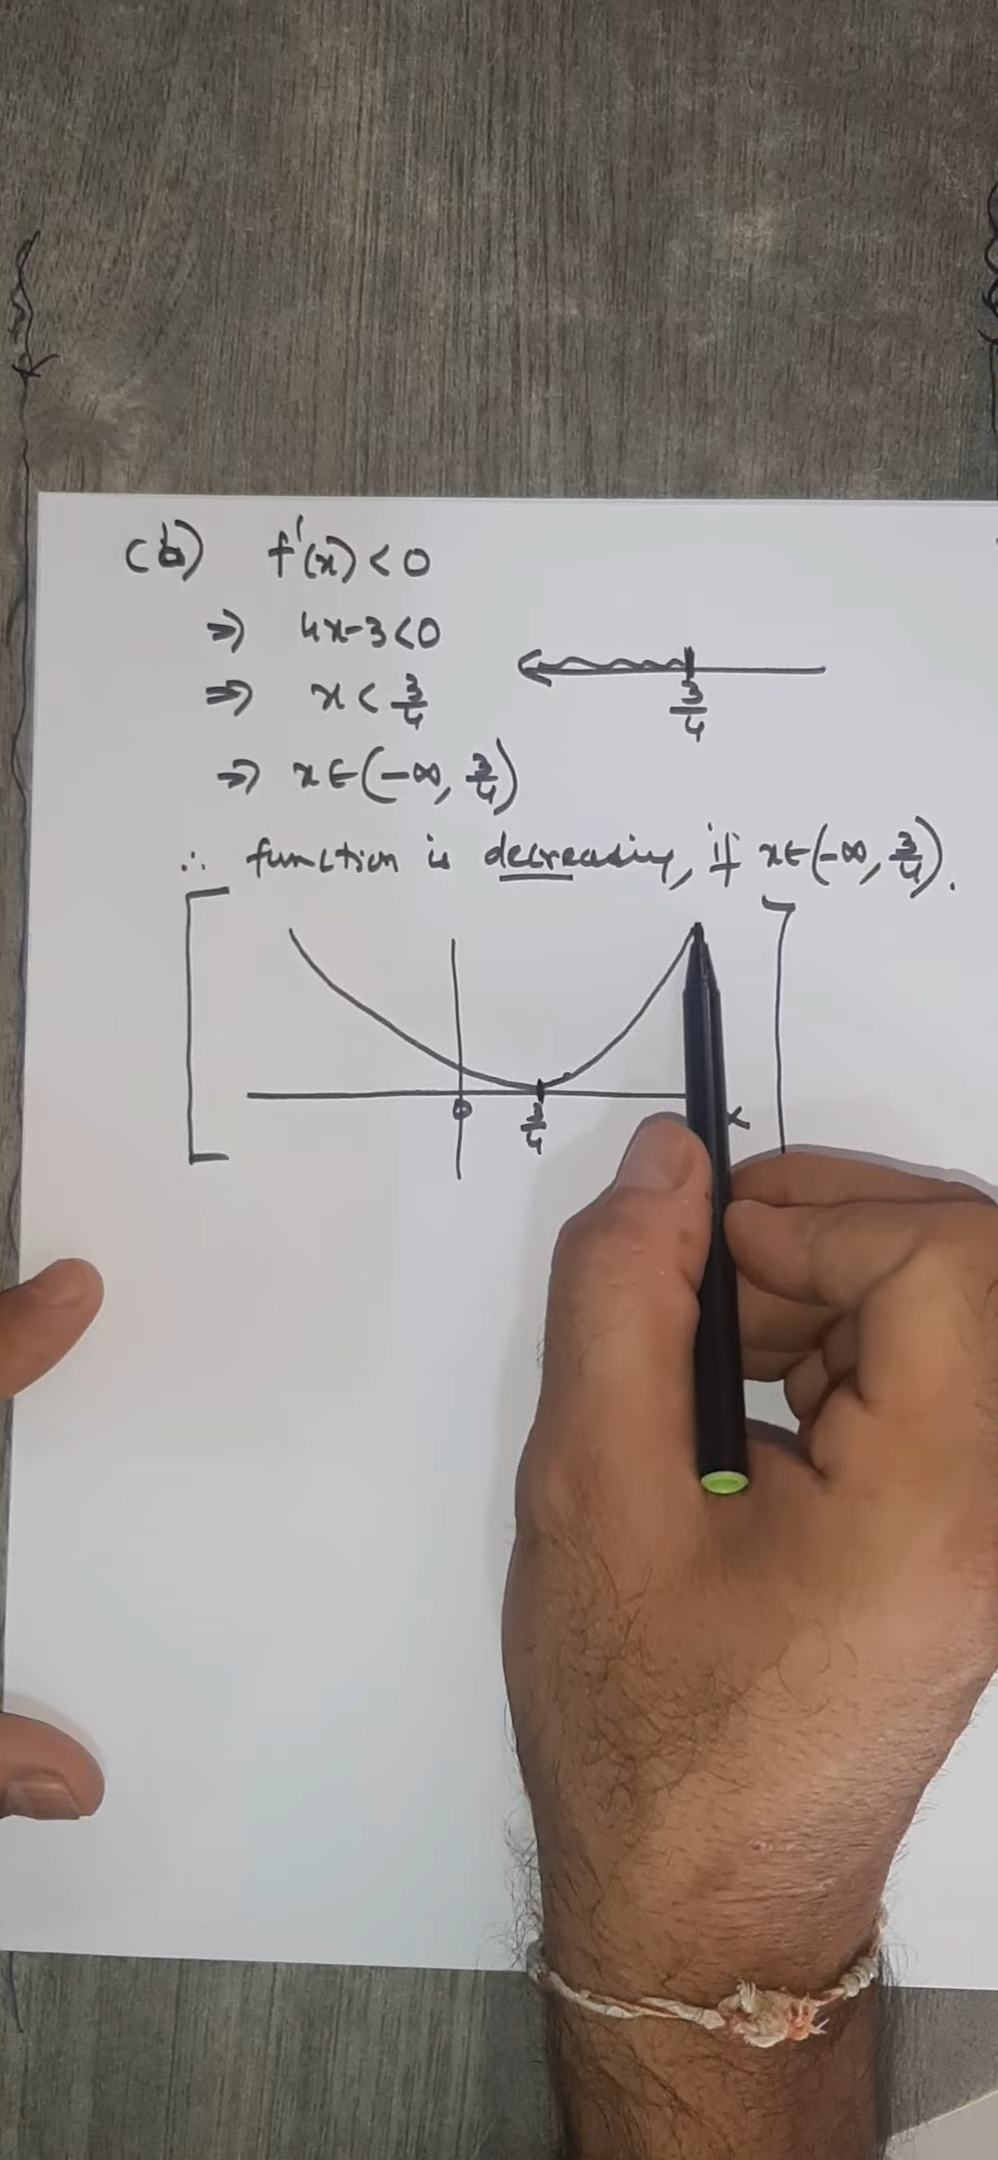 (b) f'(x) < 0
⇒ 4x-3 < 0
⇒ x < 3/4
3/4
⇒ x ∈ (-∞, 3/4)
∴ function is decreasing, if x ∈ (-∞, 3/4).
0 3/4 x